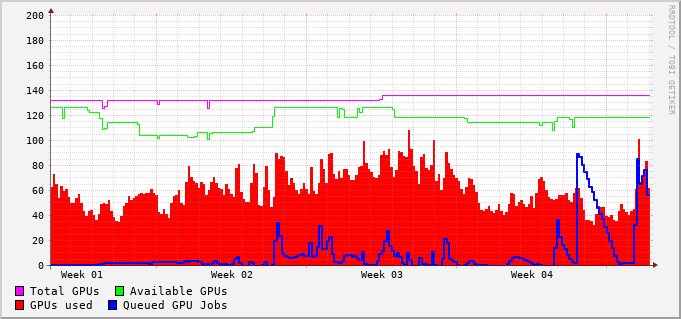 RRDTOOL / TOBI OETIKER
200
180
160
140
120
100
80
60
40
20
0
Week 01 Week 02 Week 03 Week 04
Total GPUs Available GPUs
GPUs used Queued GPU Jobs